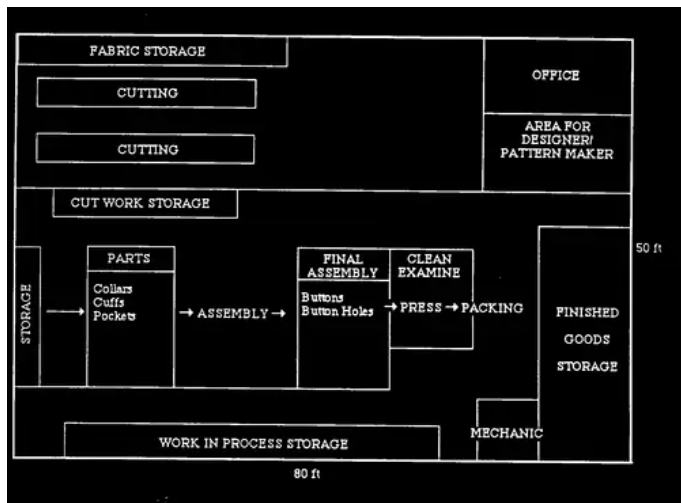 FABRIC STORAGE
OFFICE
CUTTING
AREA FOR
DESIGNER/
PATTERN MAKER
CUTTING
CUT WORK STORAGE
50 ft
STORAGE
PARTS
Collars
Cuffs
Pockets
ASSEMBLY
FINAL
ASSEMBLY
Buttons
Button Holes
CLEAN
EXAMINE
PRESS
PACKING
FINISHED
GOODS
STORAGE
MECHANIC
WORK IN PROCESS STORAGE
80 ft